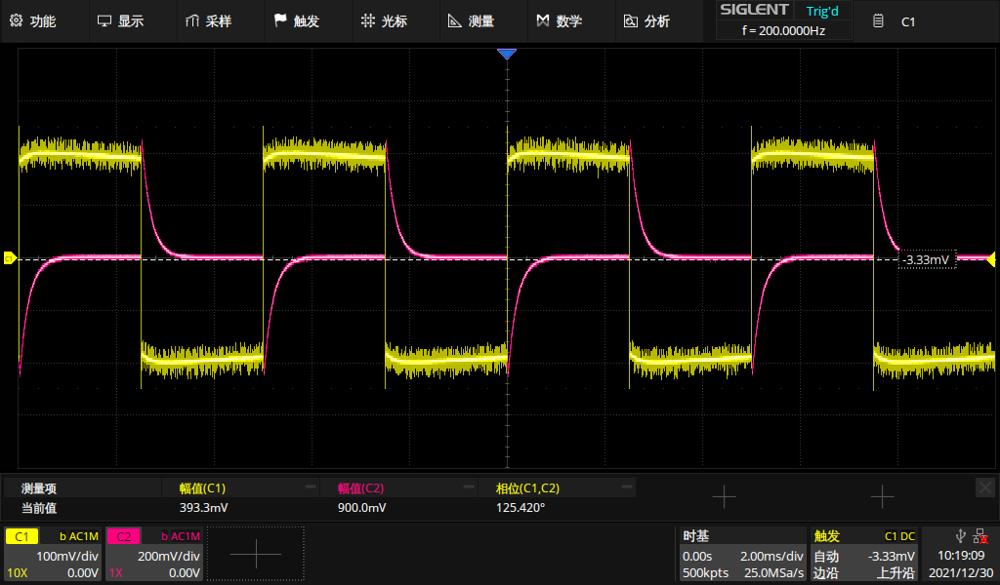 功能 显示 采样 触发 光标 测量 数学 分析 SIGLENT Trig'd C1
f = 200.0000Hz
C1
-3.33mV
测量项 幅值(C1) 幅值(C2) 相位(C1,C2)
当前值 393.3mV 900.0mV 125.420°
C1 b AC1M C2 b AC1M 时基 触发 C1 DC
100mV/div 200mV/div 0.00s 2.00ms/div 自动 -3.33mV 10:19:09
10X 0.00V 1X 0.00V 500kpts 25.0MSa/s 边沿 上升沿 2021/12/30